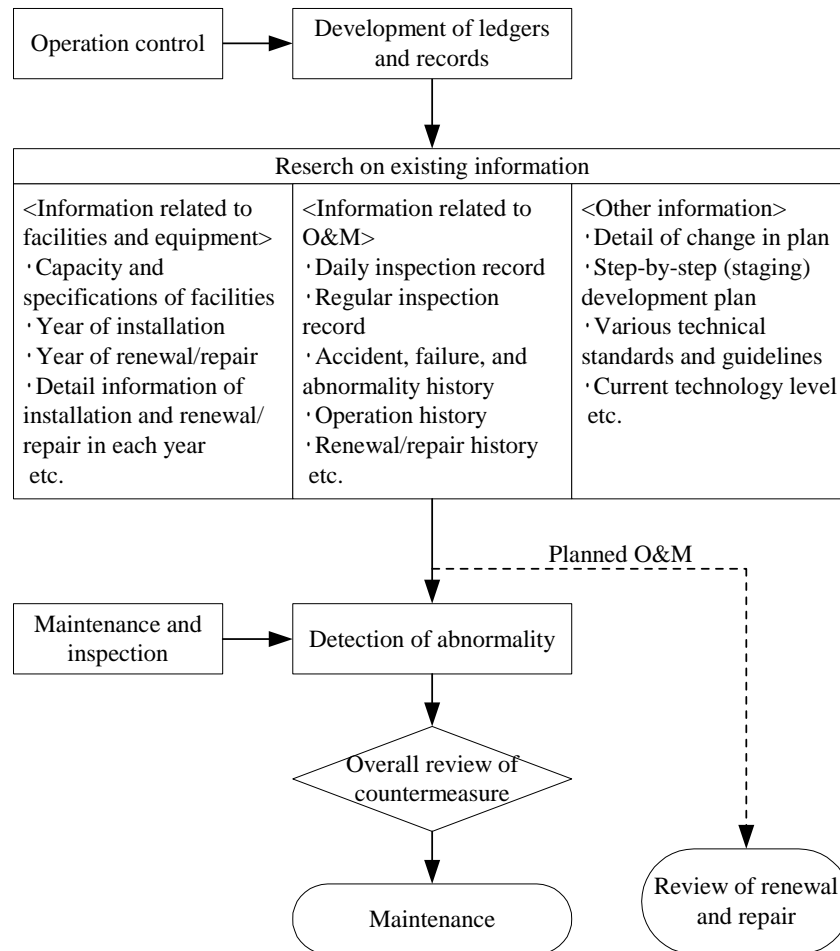 Operation control
Development of ledgers
and records
Reserch on existing information
<Information related to
facilities and equipment>
・Capacity and
specifications of facilities
・Year of installation
・Year of renewal/repair
・Detail information of
installation and renewal/
repair in each year
etc.
<Information related to
O&M>
・Daily inspection record
・Regular inspection
record
・Accident, failure, and
abnormality history
・Operation history
・Renewal/repair history
etc.
<Other information>
・Detail of change in plan
・Step-by-step (staging)
development plan
・Various technical
standards and guidelines
・Current technology level
etc.
Planned O&M
Maintenance and
inspection
Detection of abnormality
Overall review of
countermeasure
Maintenance
Review of renewal
and repair